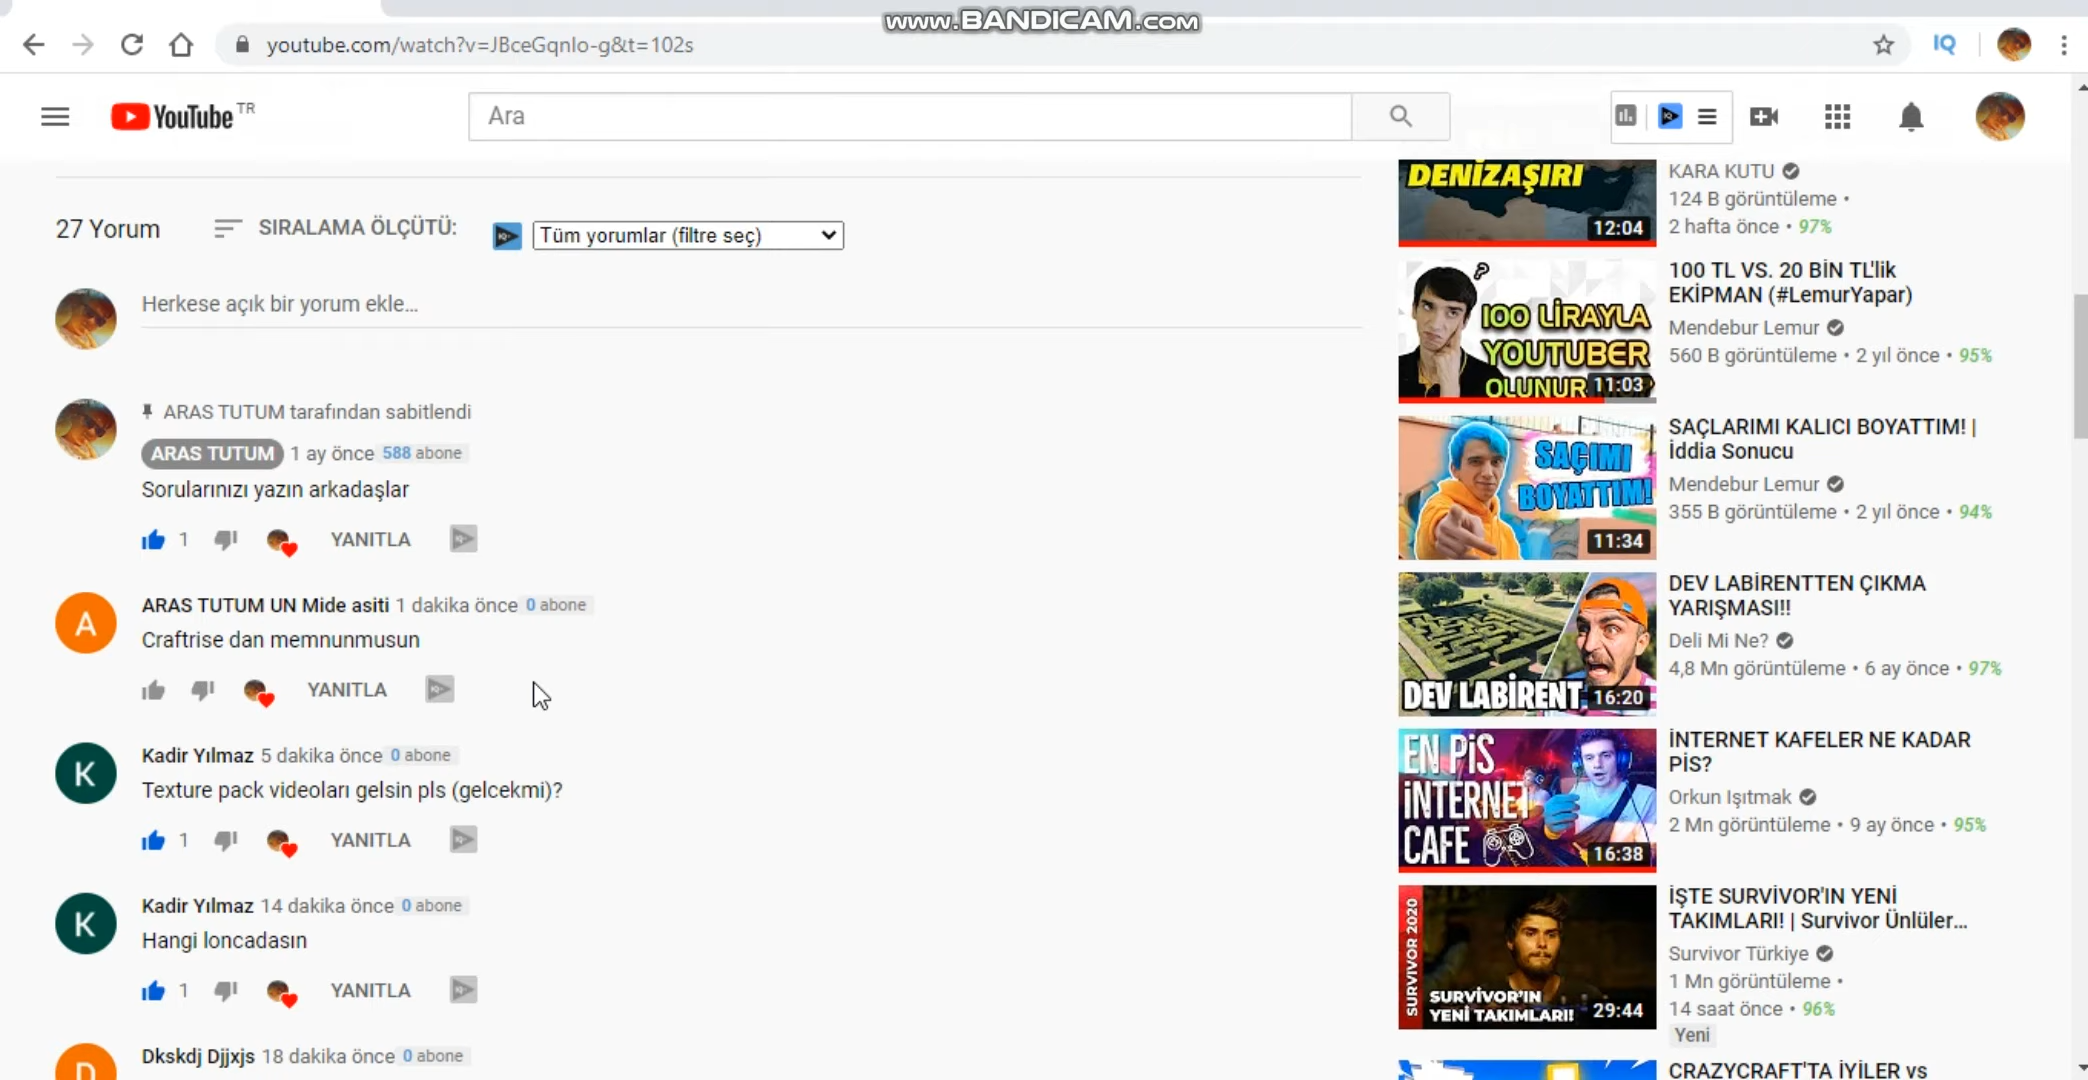 www.BANDICAM.com
youtube.com/watch?v=JBceGqnlo-g&t=102s
IQ
YouTube TR
Ara
27 Yorum
SIRALAMA ÖLÇÜTÜ:
Tüm yorumlar (filtre seç)
Herkese açık bir yorum ekle...
ARAS TUTUM tarafından sabitlendi
ARAS TUTUM 1 ay önce 588 abone
Sorularınızı yazın arkadaşlar
1 YANITLA
ARAS TUTUM UN Mide asiti 1 dakika önce 0 abone
Craftrise dan memnunmusun
YANITLA
A
Kadir Yılmaz 5 dakika önce 0 abone
Texture pack videoları gelsin pls (gelcekmi)?
1 YANITLA
K
Kadir Yılmaz 14 dakika önce 0 abone
Hangi loncadasın
1 YANITLA
K
Dkskdj Djjxjs 18 dakika önce 0 abone
D
DENİZAŞIRI
12:04
KARA KUTU
124 B görüntüleme •
2 hafta önce • 97%
?
100 LİRAYLA
YOUTUBER
OLUNUR
11:03
100 TL VS. 20 BİN TL'lik
EKİPMAN (#LemurYapar)
Mendebur Lemur
560 B görüntüleme • 2 yıl önce • 95%
SAÇIMI
BOYATTIM!
11:34
SAÇLARIMI KALICI BOYATTIM! |
İddia Sonucu
Mendebur Lemur
355 B görüntüleme • 2 yıl önce • 94%
DEV LABİRENT
16:20
DEV LABİRENTTEN ÇIKMA
YARIŞMASI!!
Deli Mi Ne?
4,8 Mn görüntüleme • 6 ay önce • 97%
EN PiS
iNTERNET
CAFE
16:38
İNTERNET KAFELER NE KADAR
PİS?
Orkun Işıtmak
2 Mn görüntüleme • 9 ay önce • 95%
SURVIVOR 2020
SURVİVOR'IN
YENİ TAKIMLARI!
29:44
İŞTE SURVİVOR'IN YENİ
TAKIMLARI! | Survivor Ünlüler...
Survivor Türkiye
1 Mn görüntüleme •
14 saat önce • 96%
Yeni
CRAZYCRAFT'TA İYİLER vs